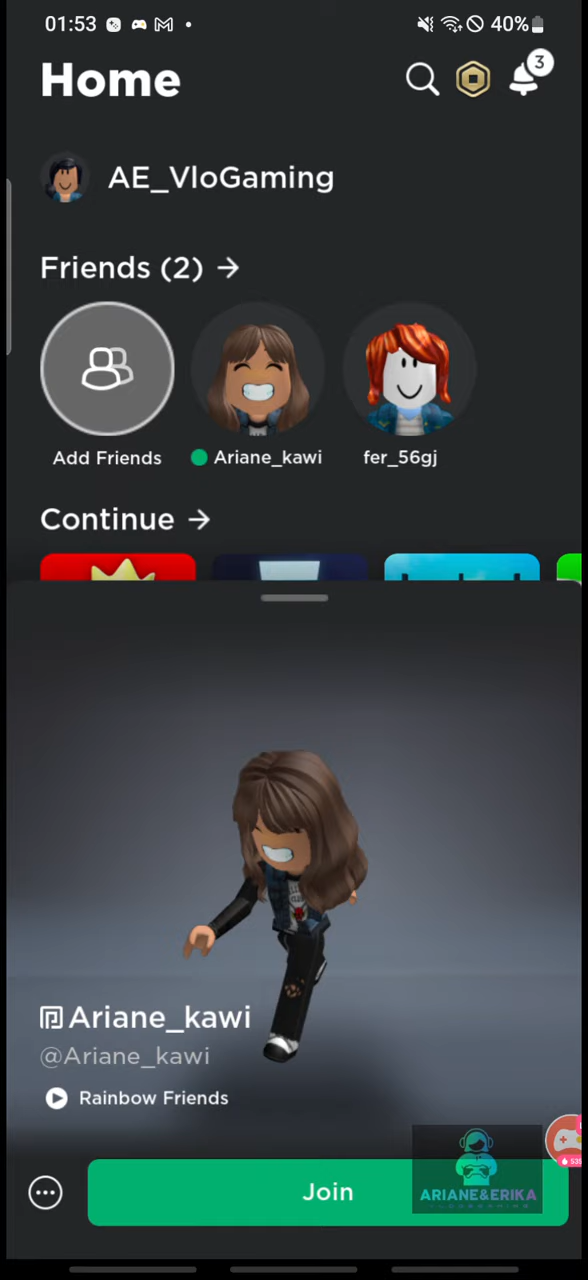 01:53
40%
Home
3
AE_VloGaming
Friends (2) →
Add Friends
Ariane_kawi
fer_56gj
Continue →
Ariane_kawi
@Ariane_kawi
Rainbow Friends
Join
ARIANE&ERIKA